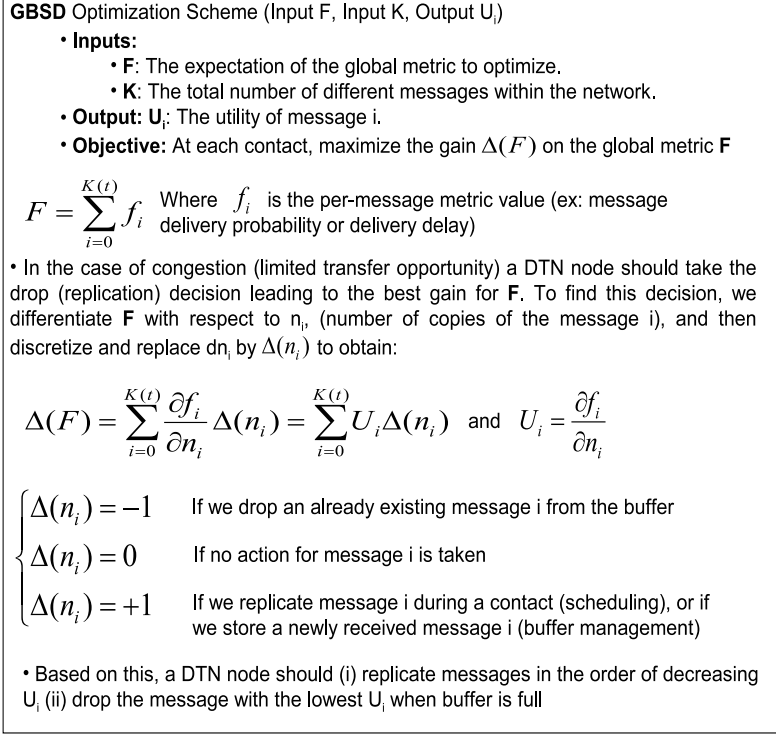 GBSD Optimization Scheme (Input F, Input K, Output Uᵢ)
• Inputs:
• F: The expectation of the global metric to optimize.
• K: The total number of different messages within the network.
• Output: Uᵢ: The utility of message i.
• Objective: At each contact, maximize the gain Δ(F) on the global metric F
F = ∑_{i=0}^{K(t)} fᵢ Where fᵢ is the per-message metric value (ex: message
delivery probability or delivery delay)
• In the case of congestion (limited transfer opportunity) a DTN node should take the
drop (replication) decision leading to the best gain for F. To find this decision, we
differentiate F with respect to nᵢ, (number of copies of the message i), and then
discretize and replace dnᵢ by Δ(nᵢ) to obtain:
Δ(F) = ∑_{i=0}^{K(t)} ∂fᵢ/∂nᵢ Δ(nᵢ) = ∑_{i=0}^{K(t)} UᵢΔ(nᵢ) and Uᵢ = ∂fᵢ/∂nᵢ
Δ(nᵢ) = −1 If we drop an already existing message i from the buffer
Δ(nᵢ) = 0 If no action for message i is taken
Δ(nᵢ) = +1 If we replicate message i during a contact (scheduling), or if
we store a newly received message i (buffer management)
• Based on this, a DTN node should (i) replicate messages in the order of decreasing
Uᵢ (ii) drop the message with the lowest Uᵢ when buffer is full